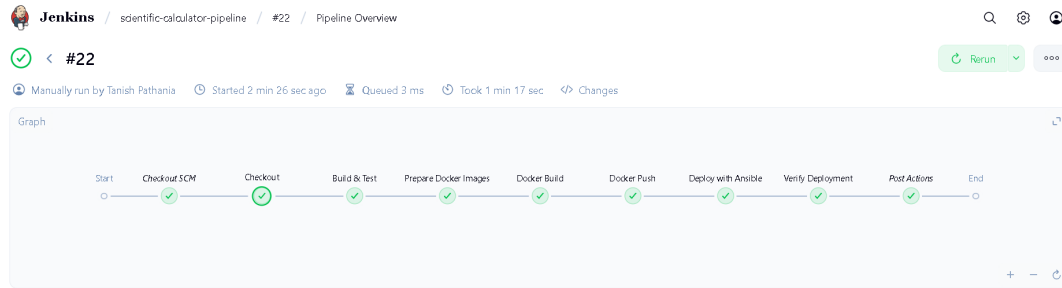 Jenkins / scientific-calculator-pipeline / #22 / Pipeline Overview
#22 Rerun
Manually run by Tanish Pathania Started 2 min 26 sec ago Queued 3 ms Took 1 min 17 sec </> Changes
Graph
Start Checkout SCM Checkout Build & Test Prepare Docker Images Docker Build Docker Push Deploy with Ansible Verify Deployment Post Actions End